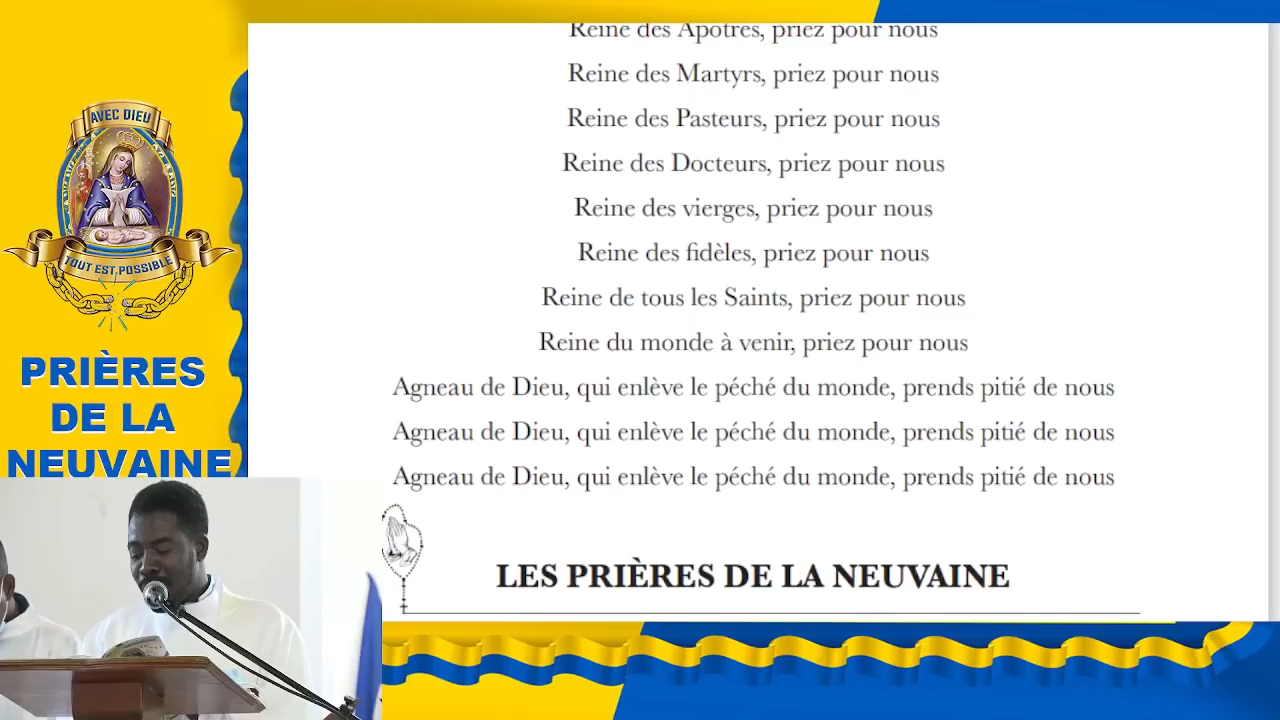 AVEC DIEU
TOUT EST POSSIBLE
PRIÈRES
DE LA
NEUVAINE
Reine des Apôtres, priez pour nous
Reine des Martyrs, priez pour nous
Reine des Pasteurs, priez pour nous
Reine des Docteurs, priez pour nous
Reine des vierges, priez pour nous
Reine des fidèles, priez pour nous
Reine de tous les Saints, priez pour nous
Reine du monde à venir, priez pour nous
Agneau de Dieu, qui enlève le péché du monde, prends pitié de nous
Agneau de Dieu, qui enlève le péché du monde, prends pitié de nous
Agneau de Dieu, qui enlève le péché du monde, prends pitié de nous
LES PRIÈRES DE LA NEUVAINE